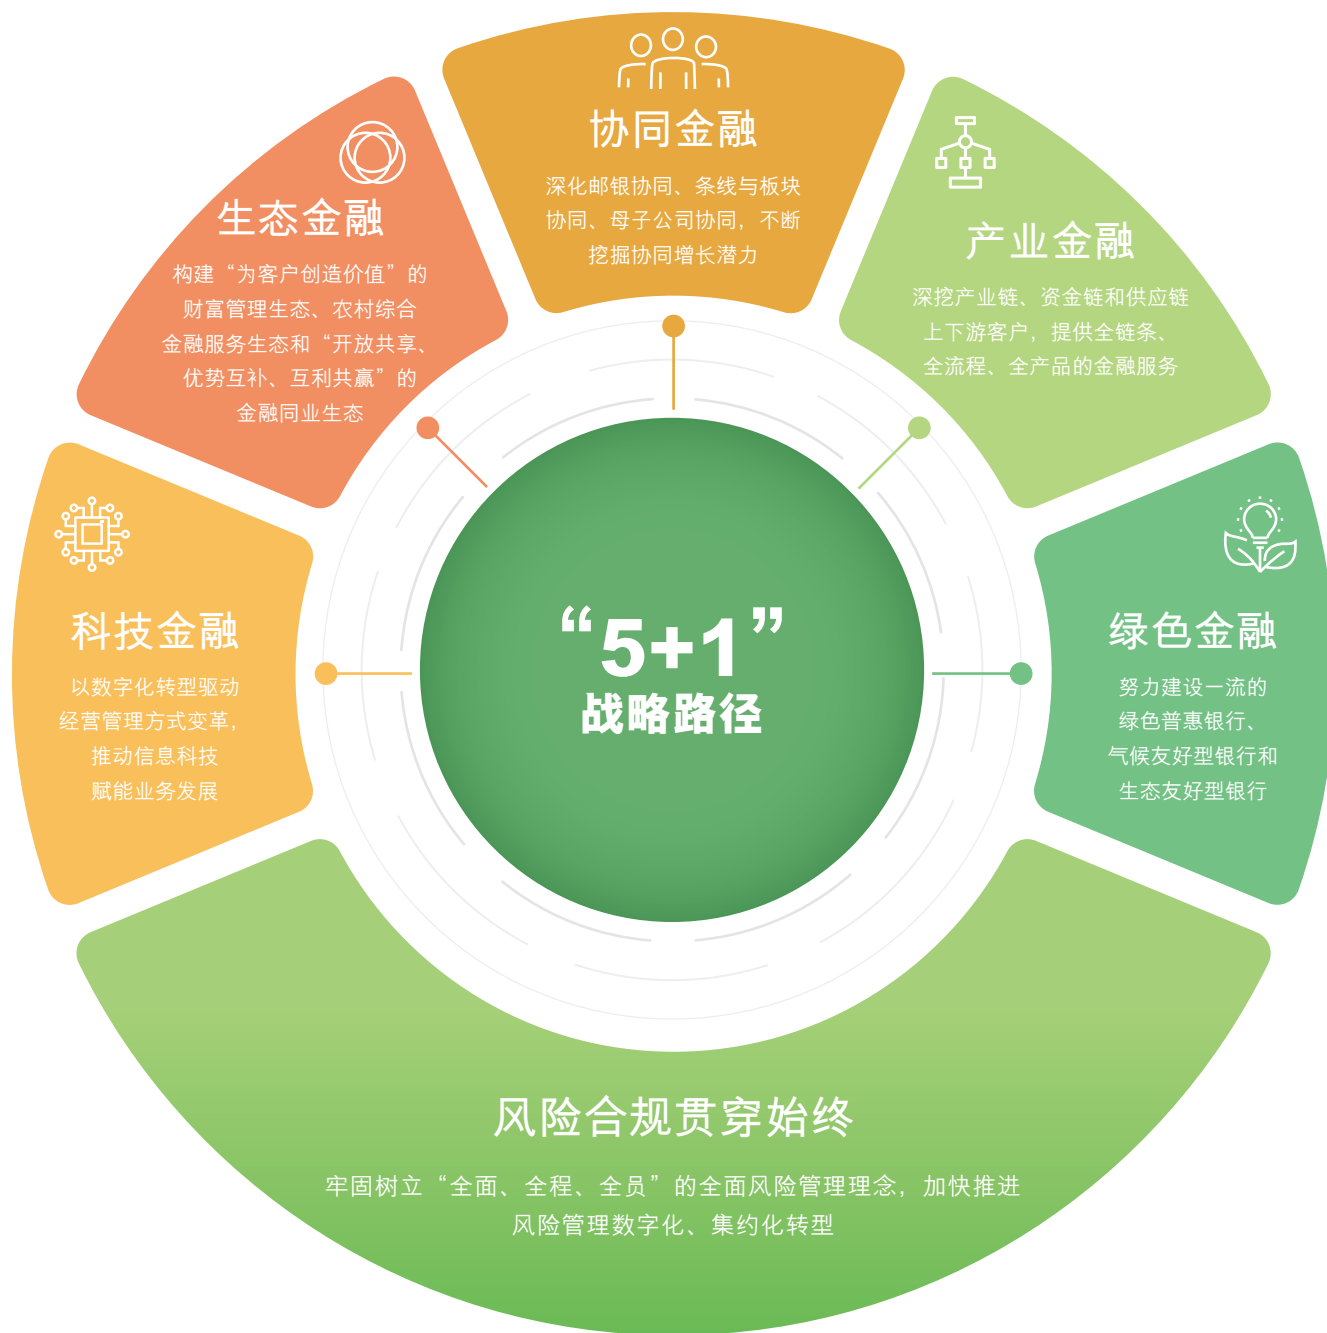 协同金融
深化邮银协同、条线与板块
协同、母子公司协同，不断
挖掘协同增长潜力
生态金融
构建“为客户创造价值”的
财富管理生态、农村综合
金融服务生态和“开放共享、
优势互补、互利共赢”的
金融同业生态
产业金融
深挖产业链、资金链和供应链
上下游客户，提供全链条、
全流程、全产品的金融服务
科技金融
以数字化转型驱动
经营管理方式变革，
推动信息科技
赋能业务发展
“5+1”
战略路径
绿色金融
努力建设一流的
绿色普惠银行、
气候友好型银行和
生态友好型银行
风险合规贯穿始终
牢固树立“全面、全程、全员”的全面风险管理理念，加快推进
风险管理数字化、集约化转型